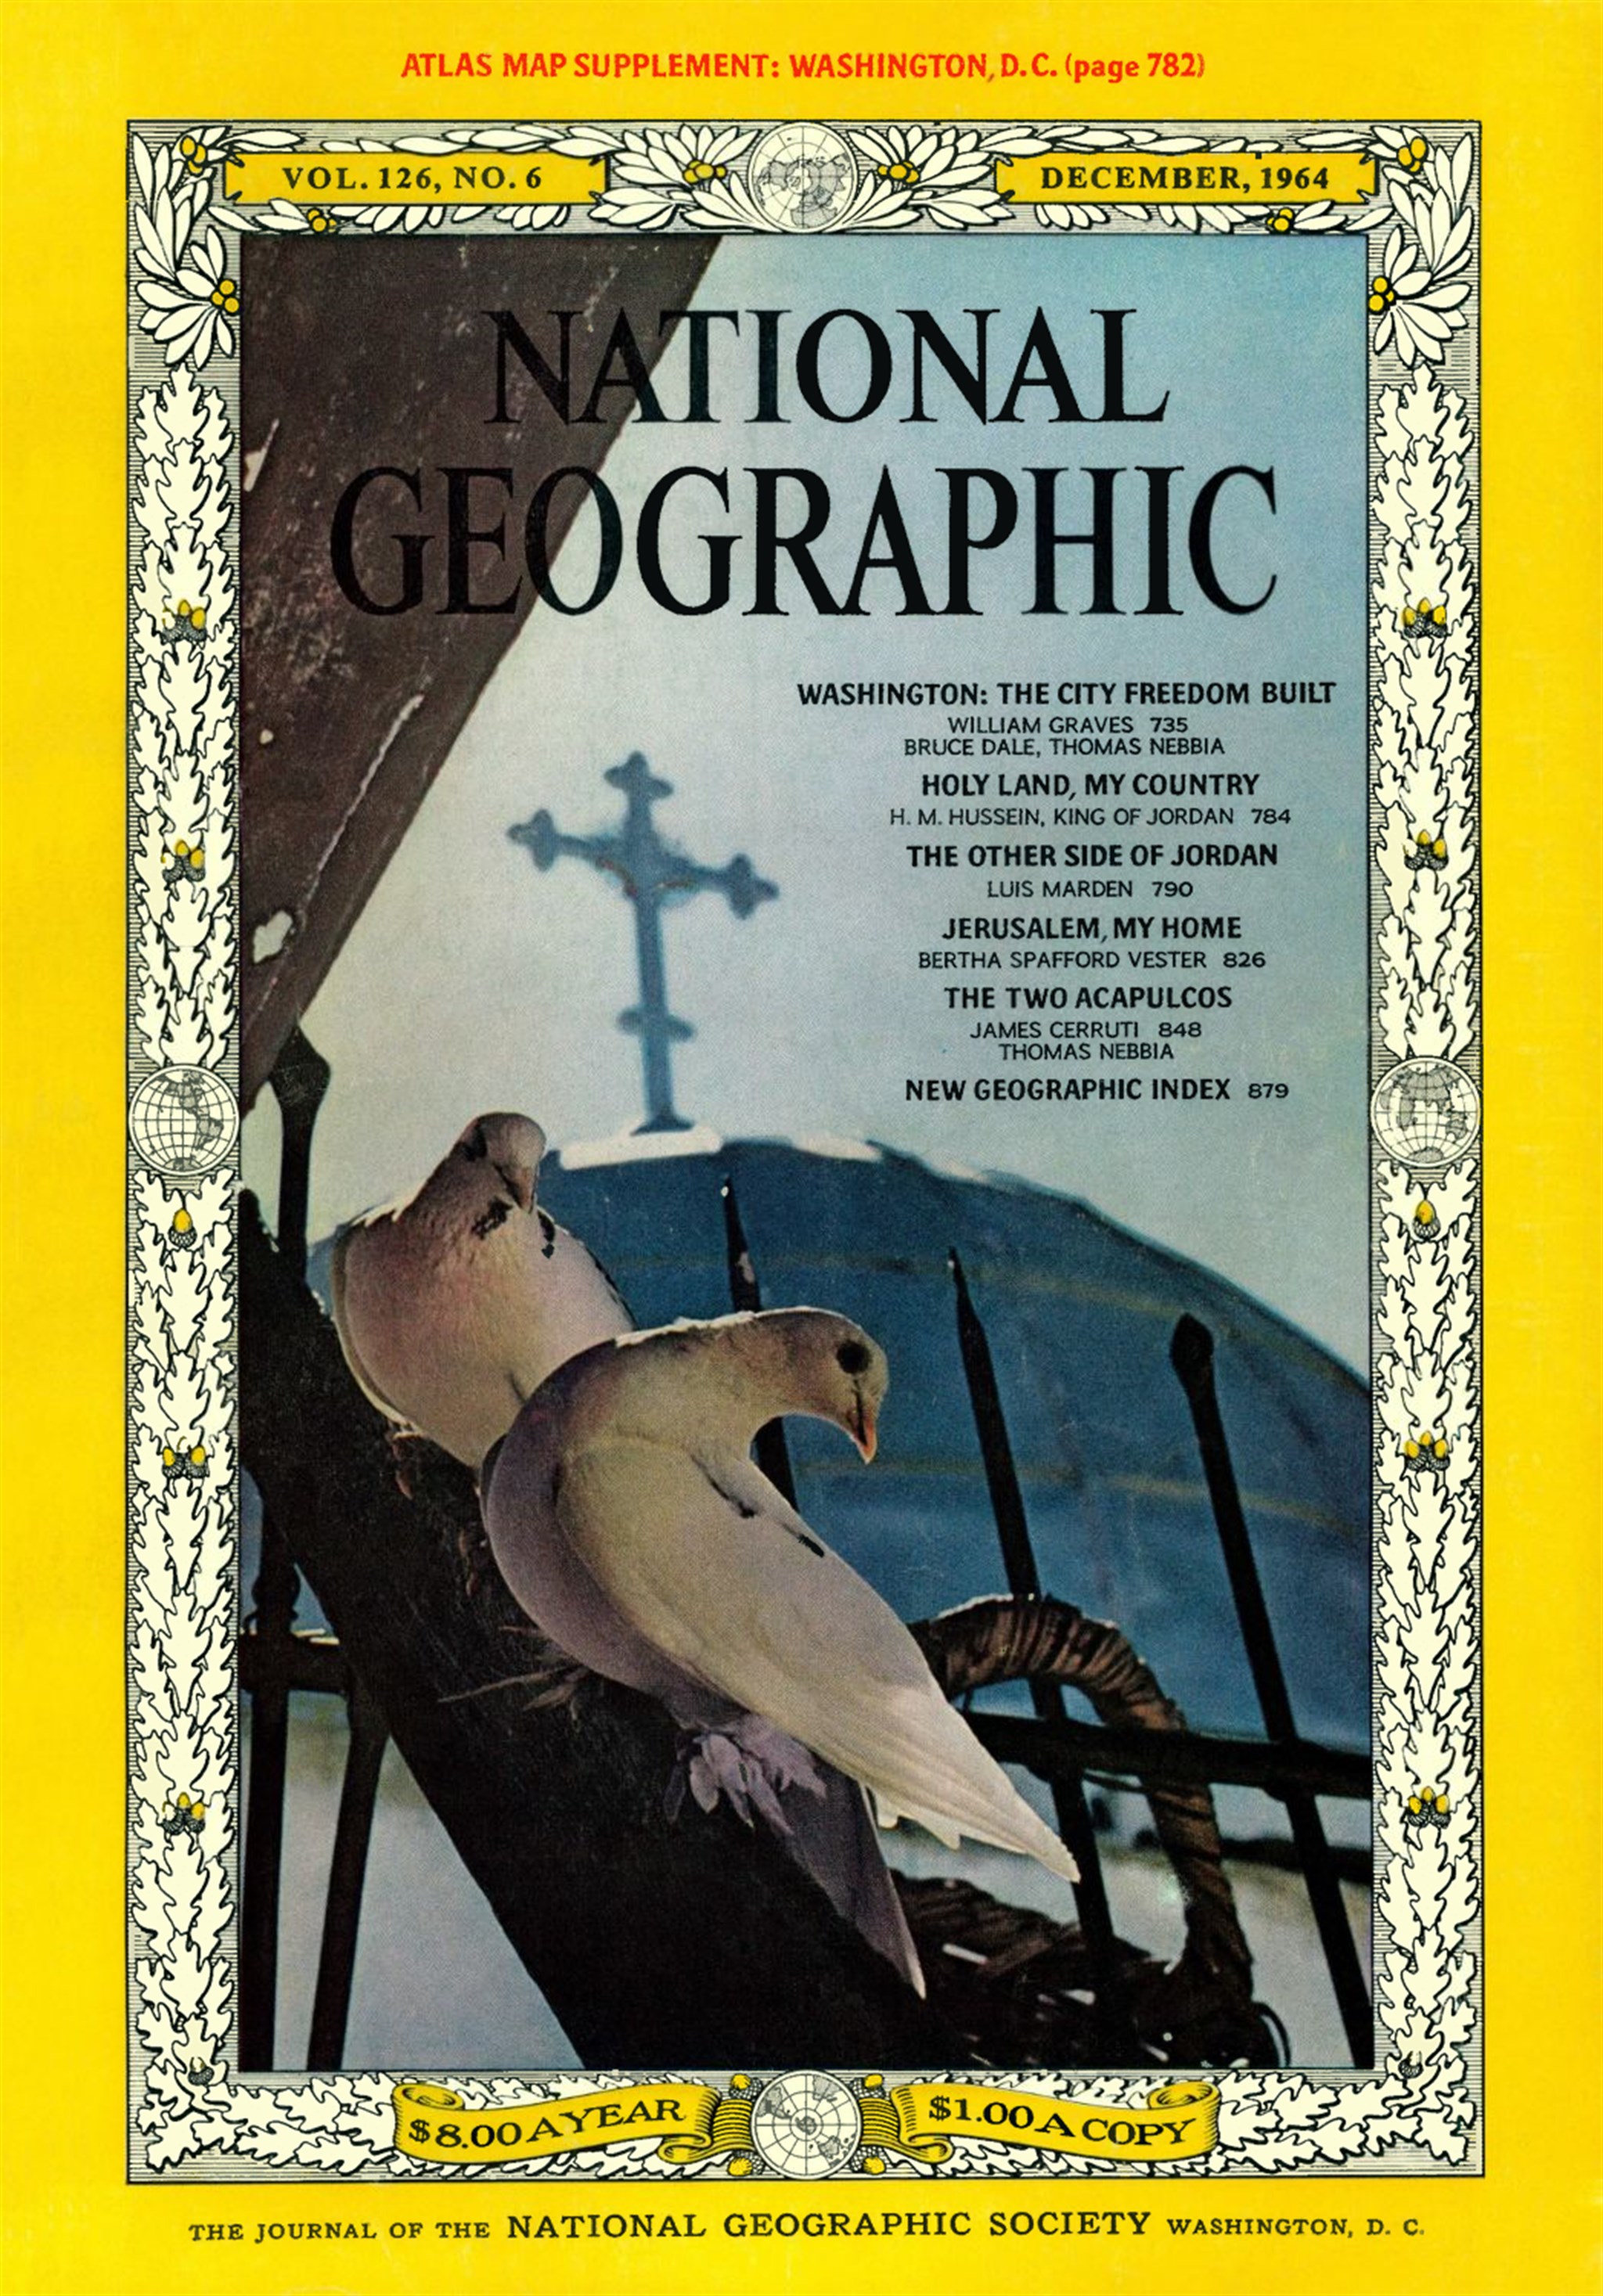 ATLAS MAP SUPPLEMENT: WASHINGTON, D.C. (page 782)
VOL. 126, NO. 6
DECEMBER, 1964
NATIONAL
GEOGRAPHIC
WASHINGTON: THE CITY FREEDOM BUILT
WILLIAM GRAVES 735
BRUCE DALE, THOMAS NEBBIA
HOLY LAND, MY COUNTRY
H. M. HUSSEIN, KING OF JORDAN 784
THE OTHER SIDE OF JORDAN
LUIS MARDEN 790
JERUSALEM, MY HOME
BERTHA SPAFFORD VESTER 826
THE TWO ACAPULCOS
JAMES CERRUTI 848
THOMAS NEBBIA
NEW GEOGRAPHIC INDEX 879
$8.00 A YEAR
$1.00 A COPY
THE JOURNAL OF THE NATIONAL GEOGRAPHIC SOCIETY WASHINGTON, D. C.